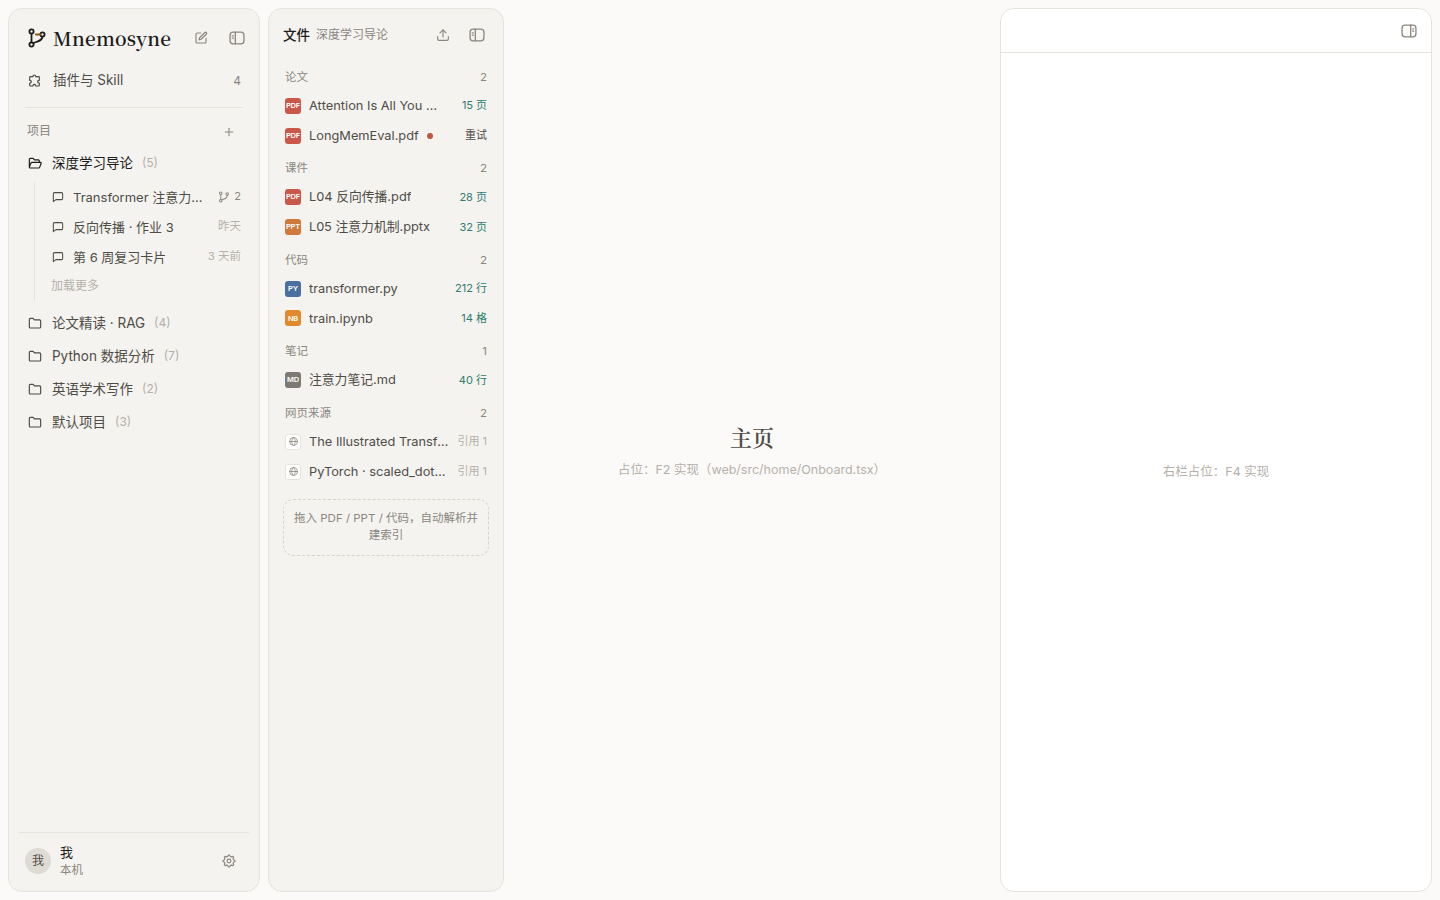 Mnemosyne
插件与 Skill 4
项目
深度学习导论 (5)
Transformer 注意力... 2
反向传播 · 作业 3 昨天
第 6 周复习卡片 3 天前
加载更多
论文精读 · RAG (4)
Python 数据分析 (7)
英语学术写作 (2)
默认项目 (3)
我 我
本机
文件 深度学习导论
论文 2
PDF Attention Is All You ... 15 页
PDF LongMemEval.pdf 重试
课件 2
PDF L04 反向传播.pdf 28 页
PPT L05 注意力机制.pptx 32 页
代码 2
PY transformer.py 212 行
NB train.ipynb 14 格
笔记 1
MD 注意力笔记.md 40 行
网页来源 2
The Illustrated Transf... 引用 1
PyTorch · scaled_dot... 引用 1
拖入 PDF / PPT / 代码，自动解析并
建索引
主页
占位：F2 实现（web/src/home/Onboard.tsx）
右栏占位：F4 实现